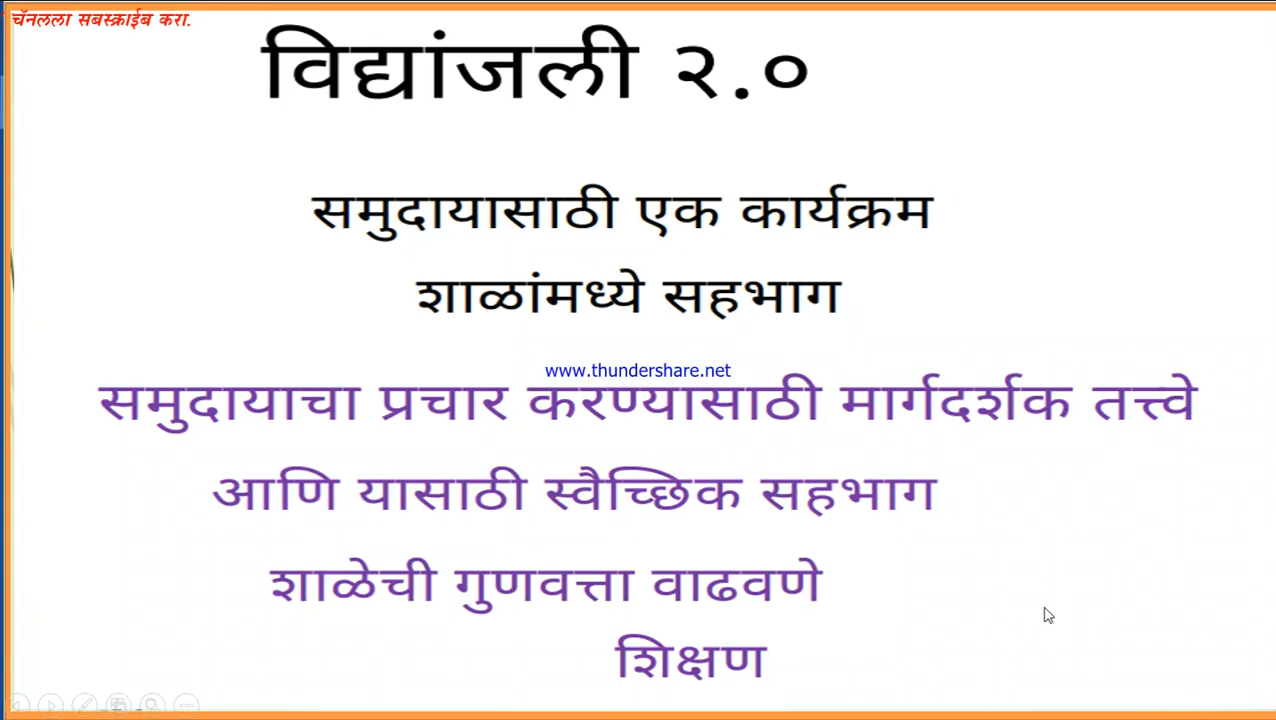 चॅनलला सबस्क्राईब करा.
विद्यांजली २.०
समुदायासाठी एक कार्यक्रम
शाळांमध्ये सहभाग
www.thundershare.net
समुदायाचा प्रचार करण्यासाठी मार्गदर्शक तत्त्वे
आणि यासाठी स्वैच्छिक सहभाग
शाळेची गुणवत्ता वाढवणे
शिक्षण